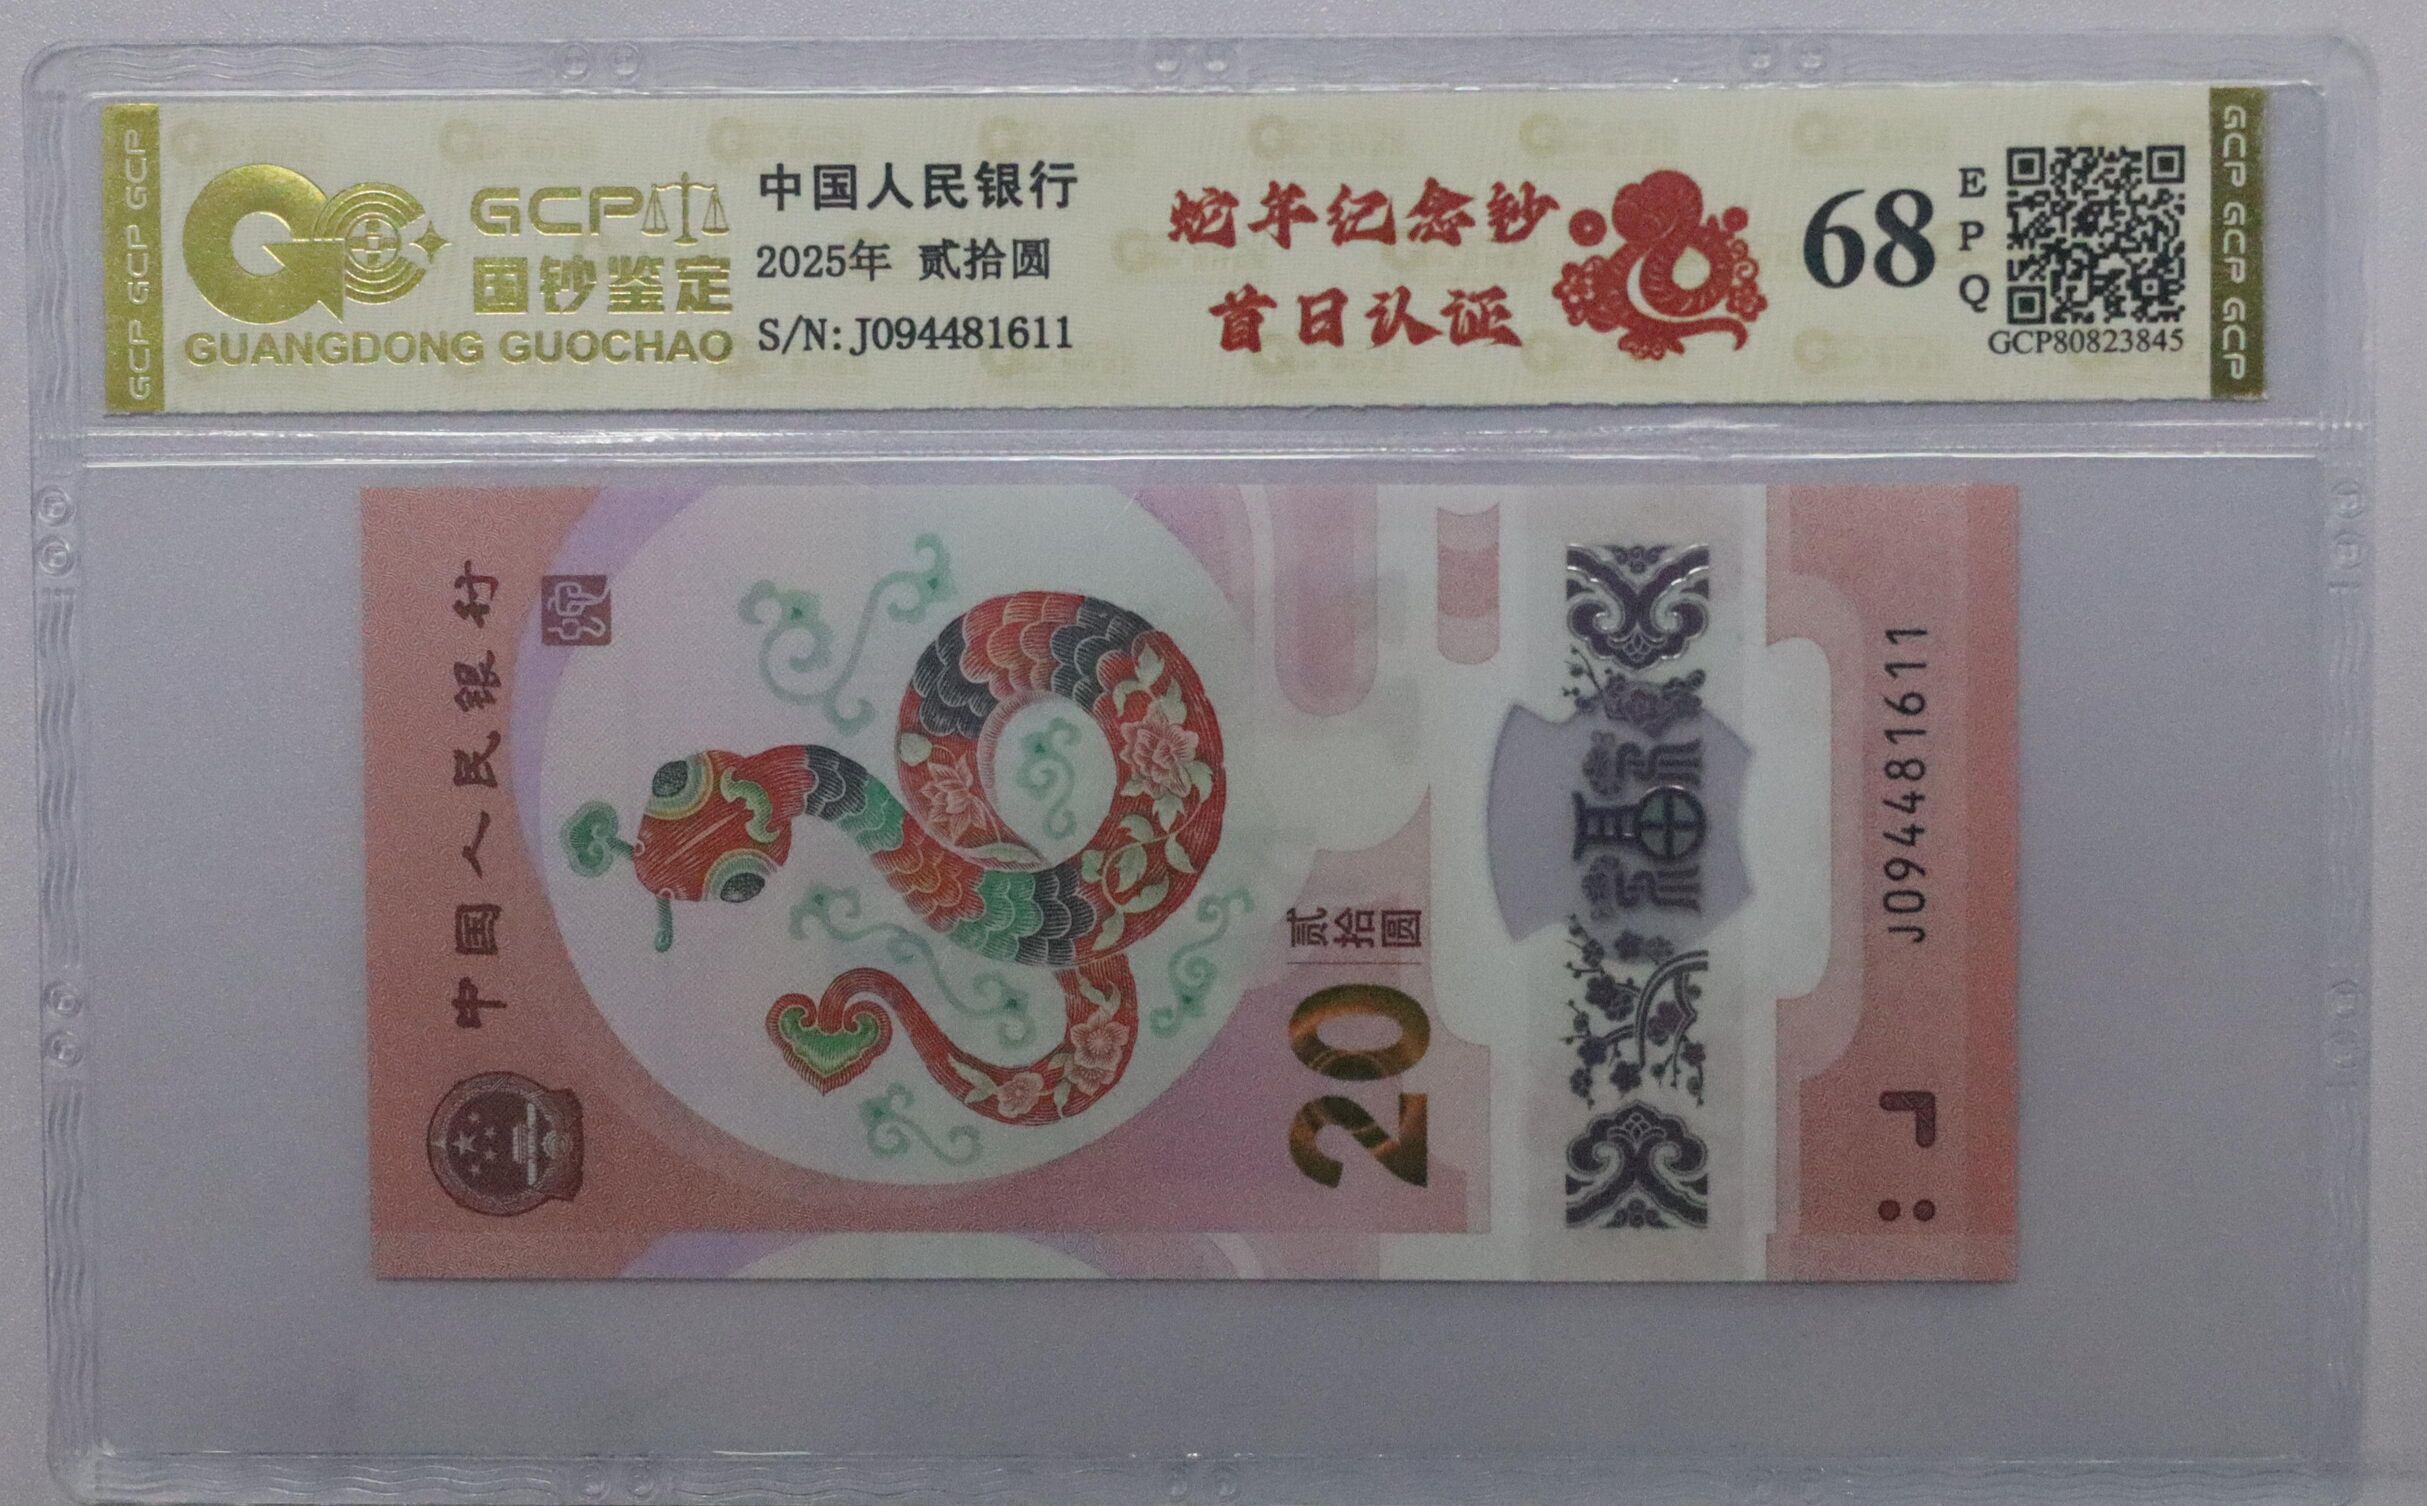 GCP GCP GCP
GCP
国钞鉴定
GUANGDONG GUOCHAO
中国人民银行
2025年 贰拾圆
S/N: J094481611
蛇年纪念钞
首日认证
68
EPQ
GCP80823845
GCP GCP GCP
中国人民银行
20
贰拾圆
J094481611